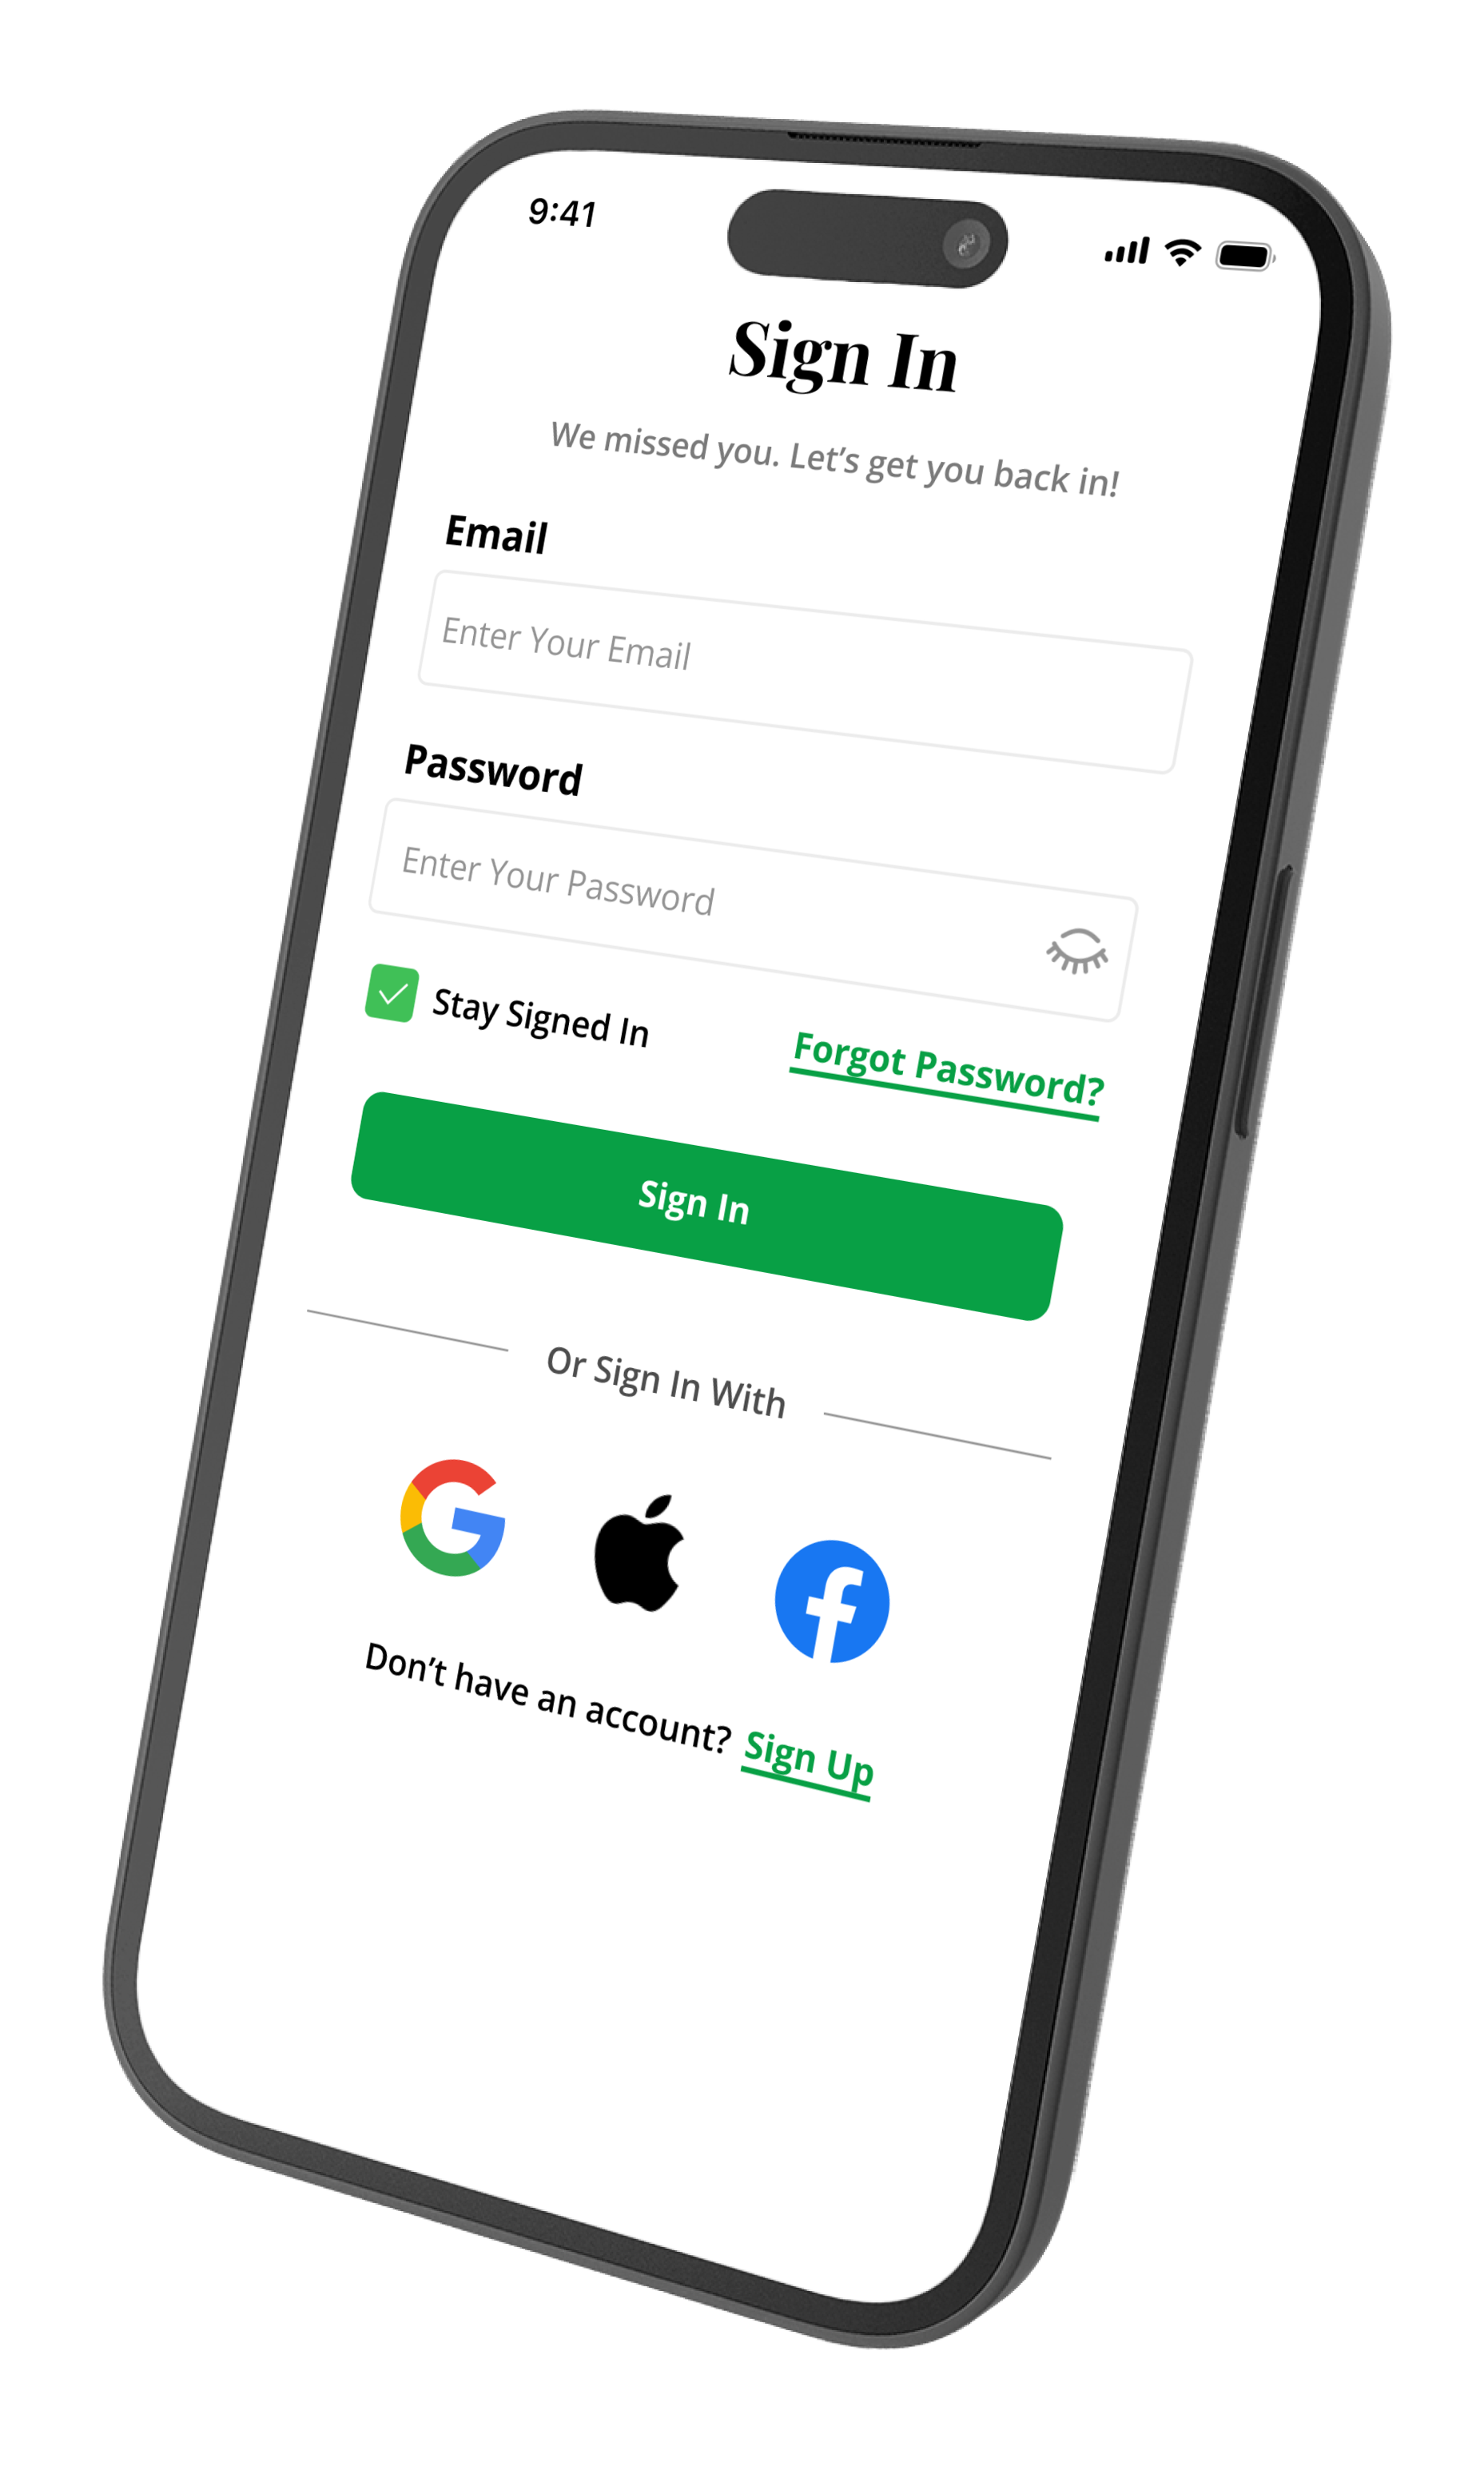 9:41
Sign In
We missed you. Let’s get you back in!
Email
Enter Your Email
Password
Enter Your Password
Stay Signed In
Forgot Password?
Sign In
Or Sign In With
Don’t have an account? Sign Up